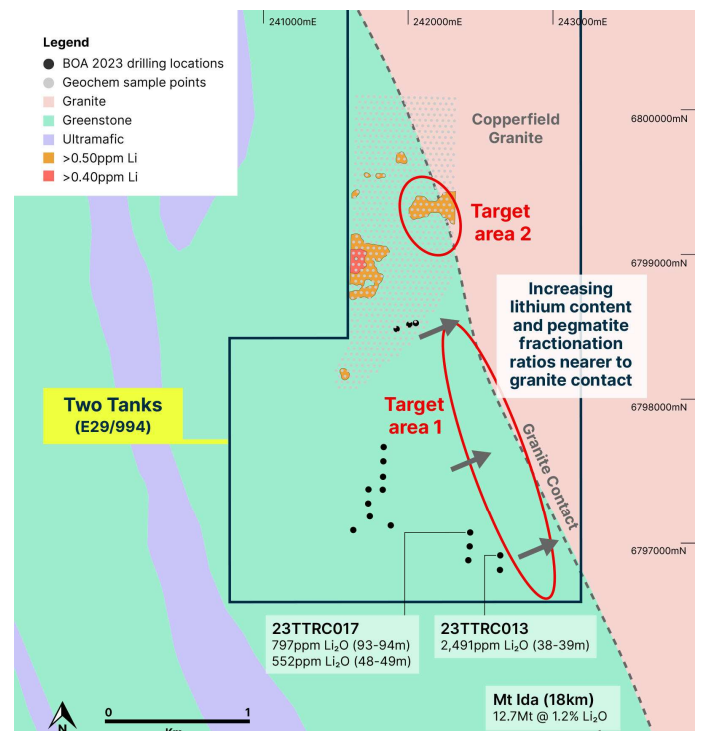 241000mE
242000mE
243000mE
Legend
BOA 2023 drilling locations
Geochem sample points
Granite
Greenstone
Ultramafic
>0.50ppm Li
>0.40ppm Li
Copperfield
Granite
6800000mN
Target
area 2
6799000mN
Increasing
lithium content
and pegmatite
fractionation
ratios nearer to
granite contact
Two Tanks
(E29/994)
Target
area 1
6798000mN
Granite Contact
6797000mN
23TTRC017
797ppm Li₂O (93-94m)
552ppm Li₂O (48-49m)
23TTRC013
2,491ppm Li₂O (38-39m)
Mt Ida (18km)
12.7Mt @ 1.2% Li₂O
N
0 1
Km